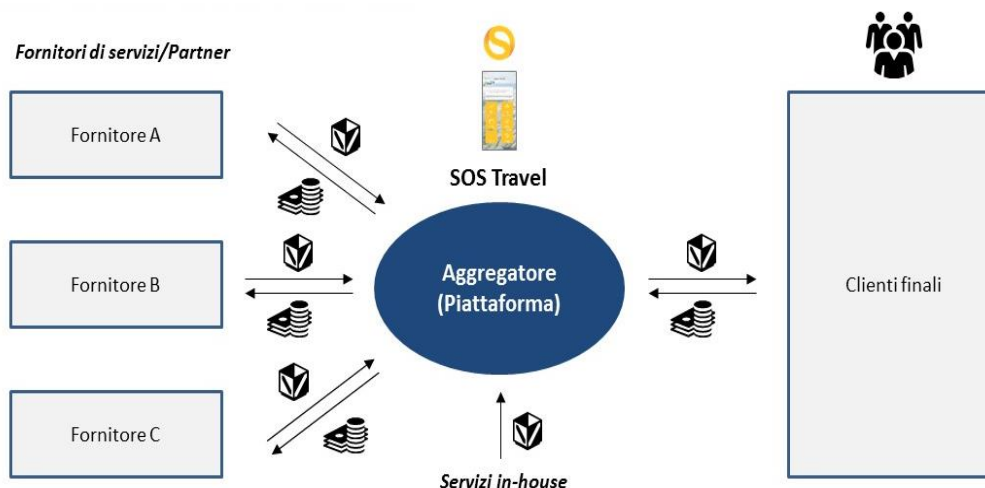 Fornitori di servizi/Partner
Fornitore A
SOS Travel
Fornitore B
Aggregatore
(Piattaforma)
Clienti finali
Fornitore C
Servizi in-house